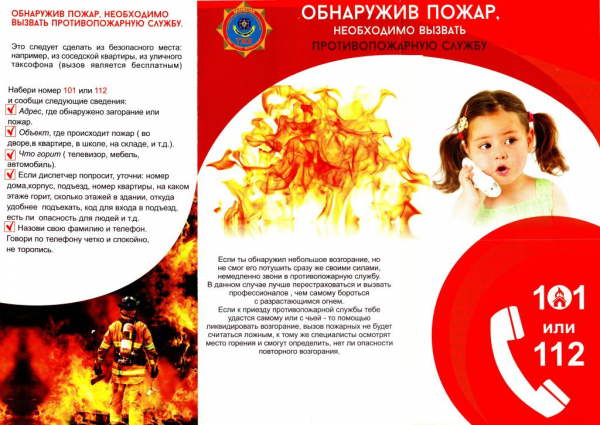 ОБНАРУЖИВ ПОЖАР, НЕОБХОДИМО
ВЫЗВАТЬ ПРОТИВОПОЖАРНУЮ СЛУЖБУ.
Это следует сделать из безопасного места:
например, из соседской квартиры, из уличного
таксофона (вызов является бесплатным)
Набери номер 101 или 112
и сообщи следующие сведения:
Адрес, где обнаружено загорание или
пожар.
Объект, где происходит пожар ( во
дворе,в квартире, в школе, на складе, и т.д.).
Что горит ( телевизор, мебель,
автомобиль).
Если диспетчер попросит, уточни: номер
дома,корпус, подъезд, номер квартиры, на каком
этаже горит, сколько этажей в здании, откуда
удобнее подъехать, код для входа в подъезд,
есть ли опасность для людей и т.д.
Назови свою фамилию и телефон.
Говори по телефону четко и спокойно,
не торопись.
ОБНАРУЖИВ ПОЖАР,
НЕОБХОДИМО ВЫЗВАТЬ
ПРОТИВОПОЖАРНУЮ СЛУЖБУ
Если ты обнаружил небольшое возгорание, но
не смог его потушить сразу же своими силами,
немедленно звони в противопожарную службу.
В данном случае лучше перестраховаться и вызвать
профессионалов , чем самому бороться
с разрастающимся огнем.
Если к приезду противопожарной службы тебе
удастся самому или с чьей - то помощью
ликвидировать возгорание, вызов пожарных не будет
считаться ложным, к тому же специалисты осмотрят
место горения и смогут определить, нет ли опасности
повторного возгорания.
101
или
112